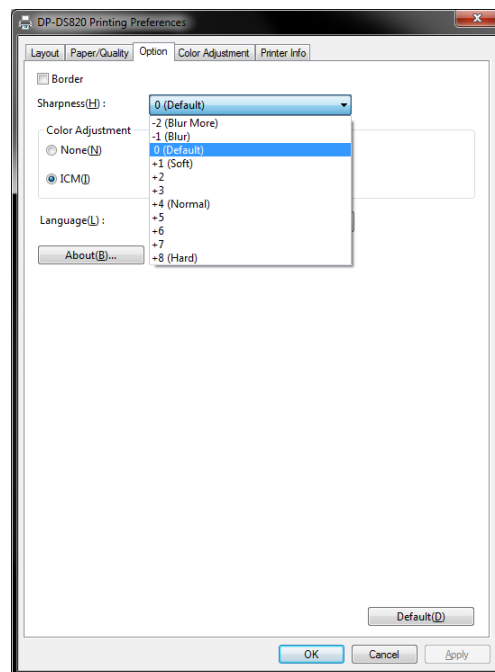 DP-DS820 Printing Preferences
Layout Paper/Quality Option Color Adjustment Printer Info
Border
Sharpness(H) : 0 (Default)
-2 (Blur More)
-1 (Blur)
0 (Default)
+1 (Soft)
+2
+3
+4 (Normal)
+5
+6
+7
+8 (Hard)
Color Adjustment
None(N)
ICM(I)
Language(L) :
About(B)...
Default(D)
OK Cancel Apply